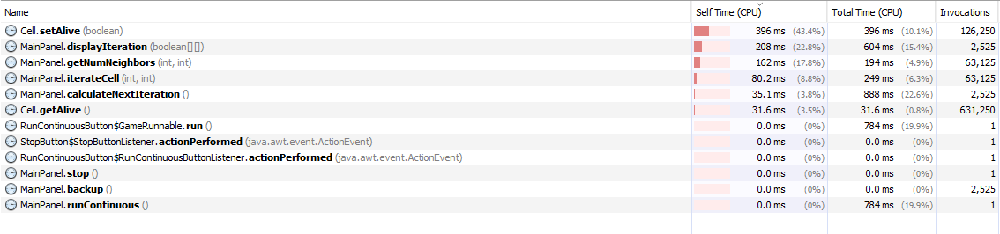 Name Self Time (CPU) Total Time (CPU) Invocations
Cell.setAlive (boolean) 396 ms (43.4%) 396 ms (10.1%) 126,250
MainPanel.displayIteration (boolean[][]) 208 ms (22.8%) 604 ms (15.4%) 2,525
MainPanel.getNumNeighbors (int, int) 162 ms (17.8%) 194 ms (4.9%) 63,125
MainPanel.iterateCell (int, int) 80.2 ms (8.8%) 249 ms (6.3%) 63,125
MainPanel.calculateNextIteration () 35.1 ms (3.8%) 888 ms (22.6%) 2,525
Cell.getAlive () 31.6 ms (3.5%) 31.6 ms (0.8%) 631,250
RunContinuousButton$GameRunnable.run () 0.0 ms (0%) 784 ms (19.9%) 1
StopButton$StopButtonListener.actionPerformed (java.awt.event.ActionEvent) 0.0 ms (0%) 0.0 ms (0%) 1
RunContinuousButton$RunContinuousButtonListener.actionPerformed (java.awt.event.ActionEvent) 0.0 ms (0%) 0.0 ms (0%) 1
MainPanel.stop () 0.0 ms (0%) 0.0 ms (0%) 1
MainPanel.backup () 0.0 ms (0%) 0.0 ms (0%) 2,525
MainPanel.runContinuous () 0.0 ms (0%) 784 ms (19.9%) 1